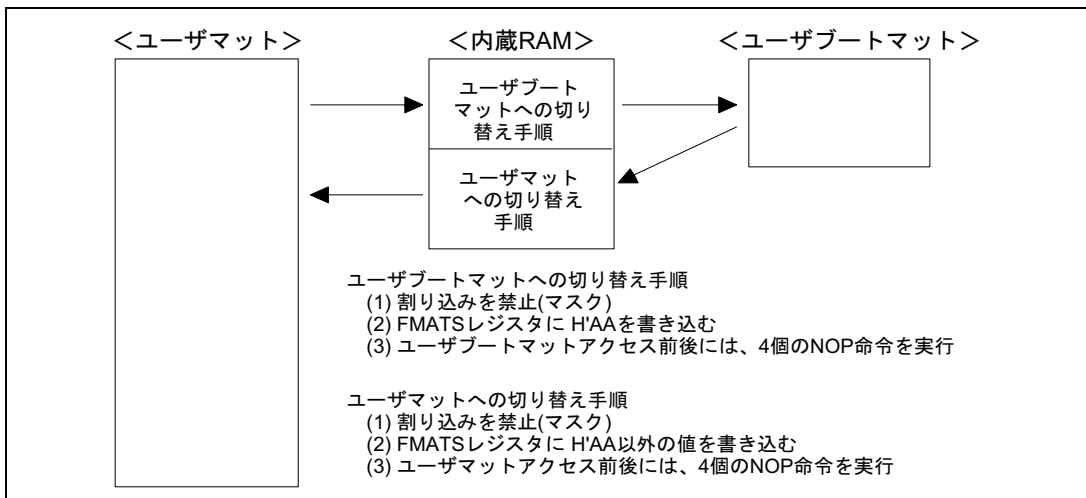 ＜ユーザマット＞
＜内蔵RAM＞
＜ユーザブートマット＞
ユーザブート
マットへの切り
替え手順
ユーザマット
への切り替え
手順
ユーザブートマットへの切り替え手順
(1) 割り込みを禁止(マスク)
(2) FMATSレジスタに H'AAを書き込む
(3) ユーザブートマットアクセス前後には、4個のNOP命令を実行
ユーザマットへの切り替え手順
(1) 割り込みを禁止(マスク)
(2) FMATSレジスタに H'AA以外の値を書き込む
(3) ユーザマットアクセス前後には、4個のNOP命令を実行